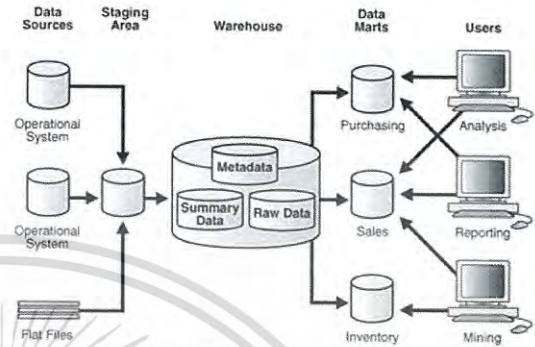 Data Sources
Staging Area
Warehouse
Data Marts
Users
Operational System
Purchasing
Analysis
Metadata
Operational System
Summary Data
Raw Data
Sales
Reporting
Flat Files
Inventory
Mining